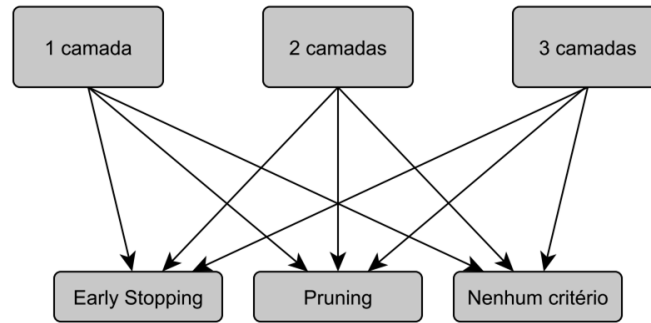 1 camada
2 camadas
3 camadas
Early Stopping
Pruning
Nenhum critério